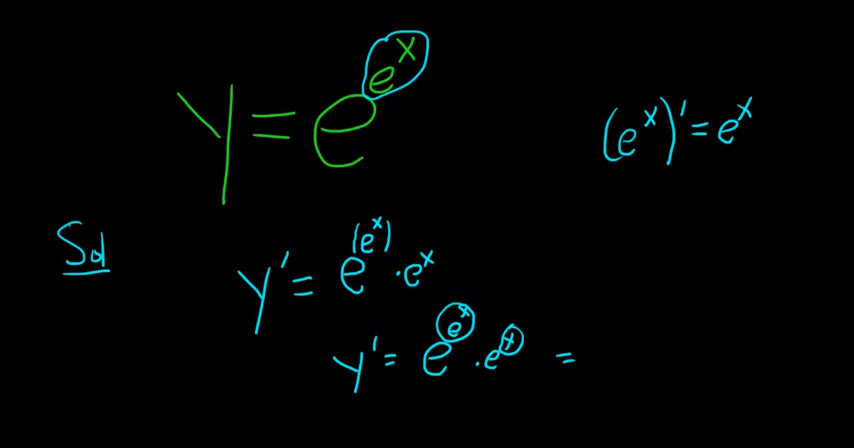 y = e^{e^x}
(e^x)' = e^x
Sol
y' = e^{(e^x)} · e^x
y' = e^{e^x} · e^x =